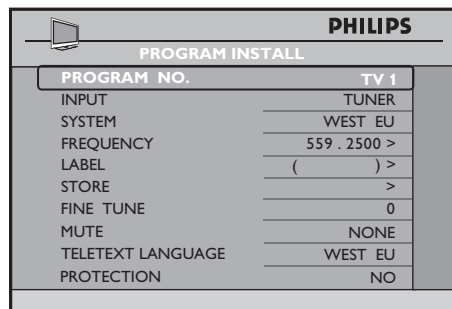 PHILIPS
PROGRAM INSTALL
PROGRAM NO. TV 1
INPUT TUNER
SYSTEM WEST EU
FREQUENCY 559 . 2500 >
LABEL ( ) >
STORE >
FINE TUNE 0
MUTE NONE
TELETEXT LANGUAGE WEST EU
PROTECTION NO